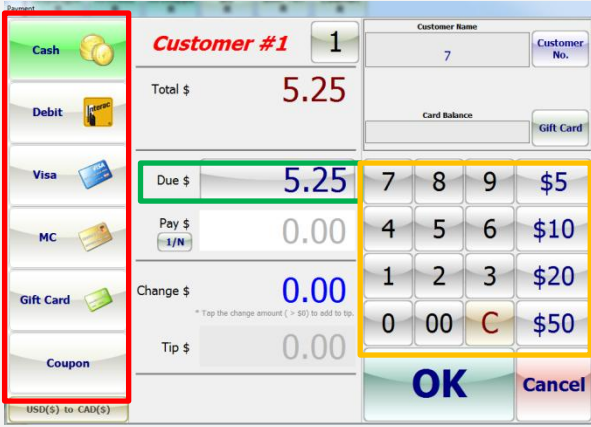 Payment
Cash
Debit
Interac
Visa
VISA
MC
Gift Card
Coupon
USD($) to CAD($)
Customer #1
1
Total $
5.25
Due $
5.25
Pay $
1/N
0.00
Change $
0.00
* Tap the change amount ( > $0) to add to tip.
Tip $
0.00
Customer Name
7
Customer
No.
Card Balance
Gift Card
7 8 9 $5
4 5 6 $10
1 2 3 $20
0 00 C $50
OK
Cancel